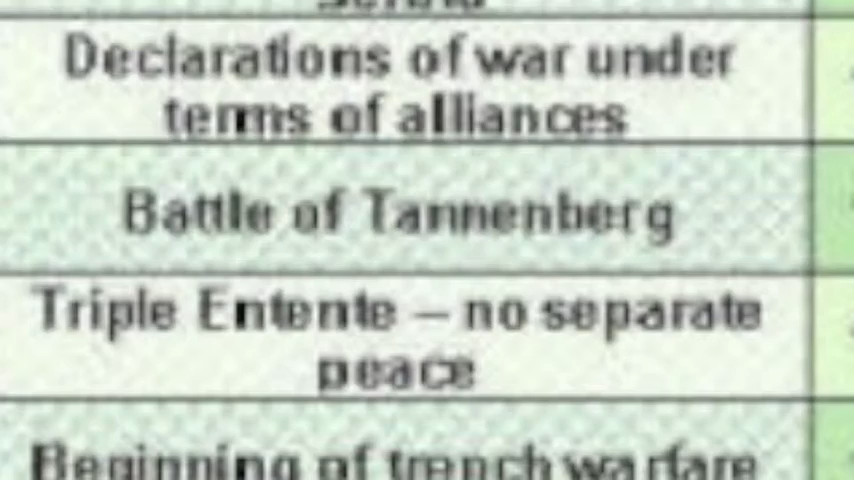 Declarations of war under
terms of alliances
Battle of Tannenberg
Triple Entente – no separate
peace
Beginning of trench warfare